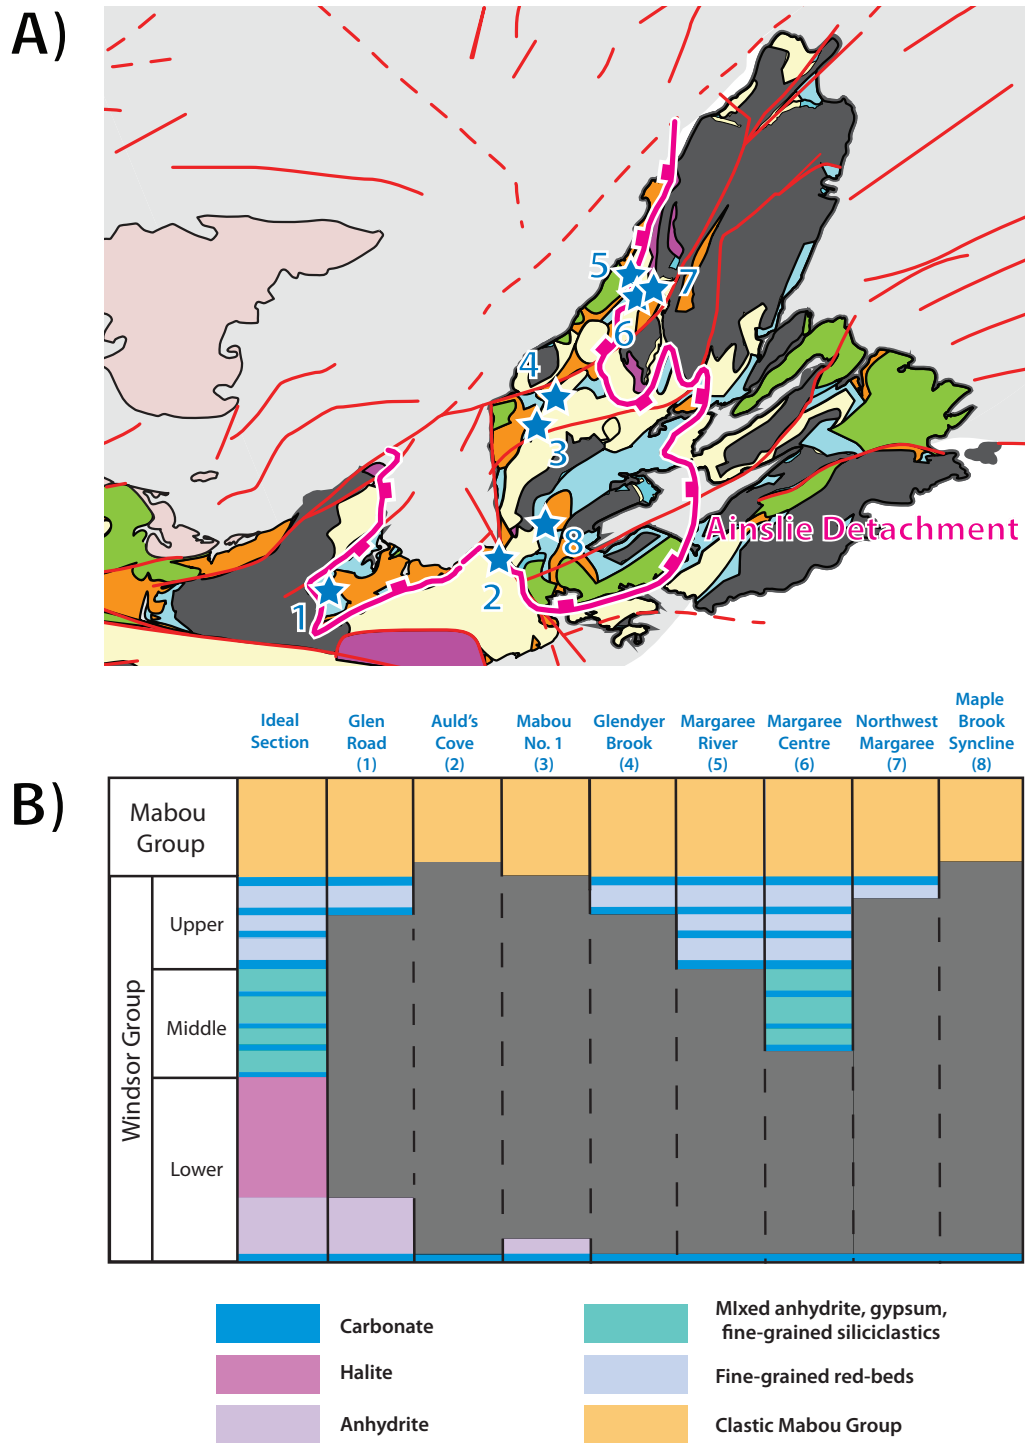 A)
5
7
6
4
3
Ainslie Detachment
8
2
1
Ideal
Section
Glen
Road
(1)
Auld's
Cove
(2)
Mabou
No. 1
(3)
Glendyer
Brook
(4)
Margaree
River
(5)
Margaree
Centre
(6)
Northwest
Margaree
(7)
Maple
Brook
Syncline
(8)
B)
Mabou
Group
Windsor Group
Upper
Middle
Lower
Carbonate
Halite
Anhydrite
MIxed anhydrite, gypsum,
fine-grained siliciclastics
Fine-grained red-beds
Clastic Mabou Group